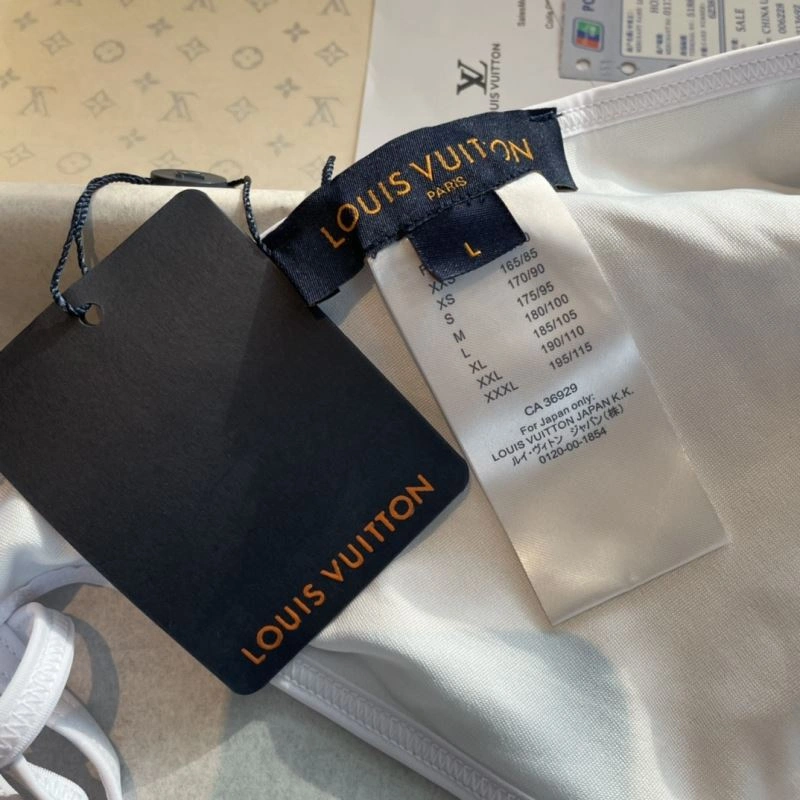 LV
LOUIS VUITTON
SALE
LOUIS VUITTON
PARIS
L
XXS 165/85
XS 170/90
S 175/95
M 180/100
L 185/105
XL 190/110
XXL 195/115
XXXL
CA 36929
For Japan only:
LOUIS VUITTON JAPAN K.K.
ルイ・ヴィトン ジャパン(株)
0120-00-1854
LOUIS VUITTON